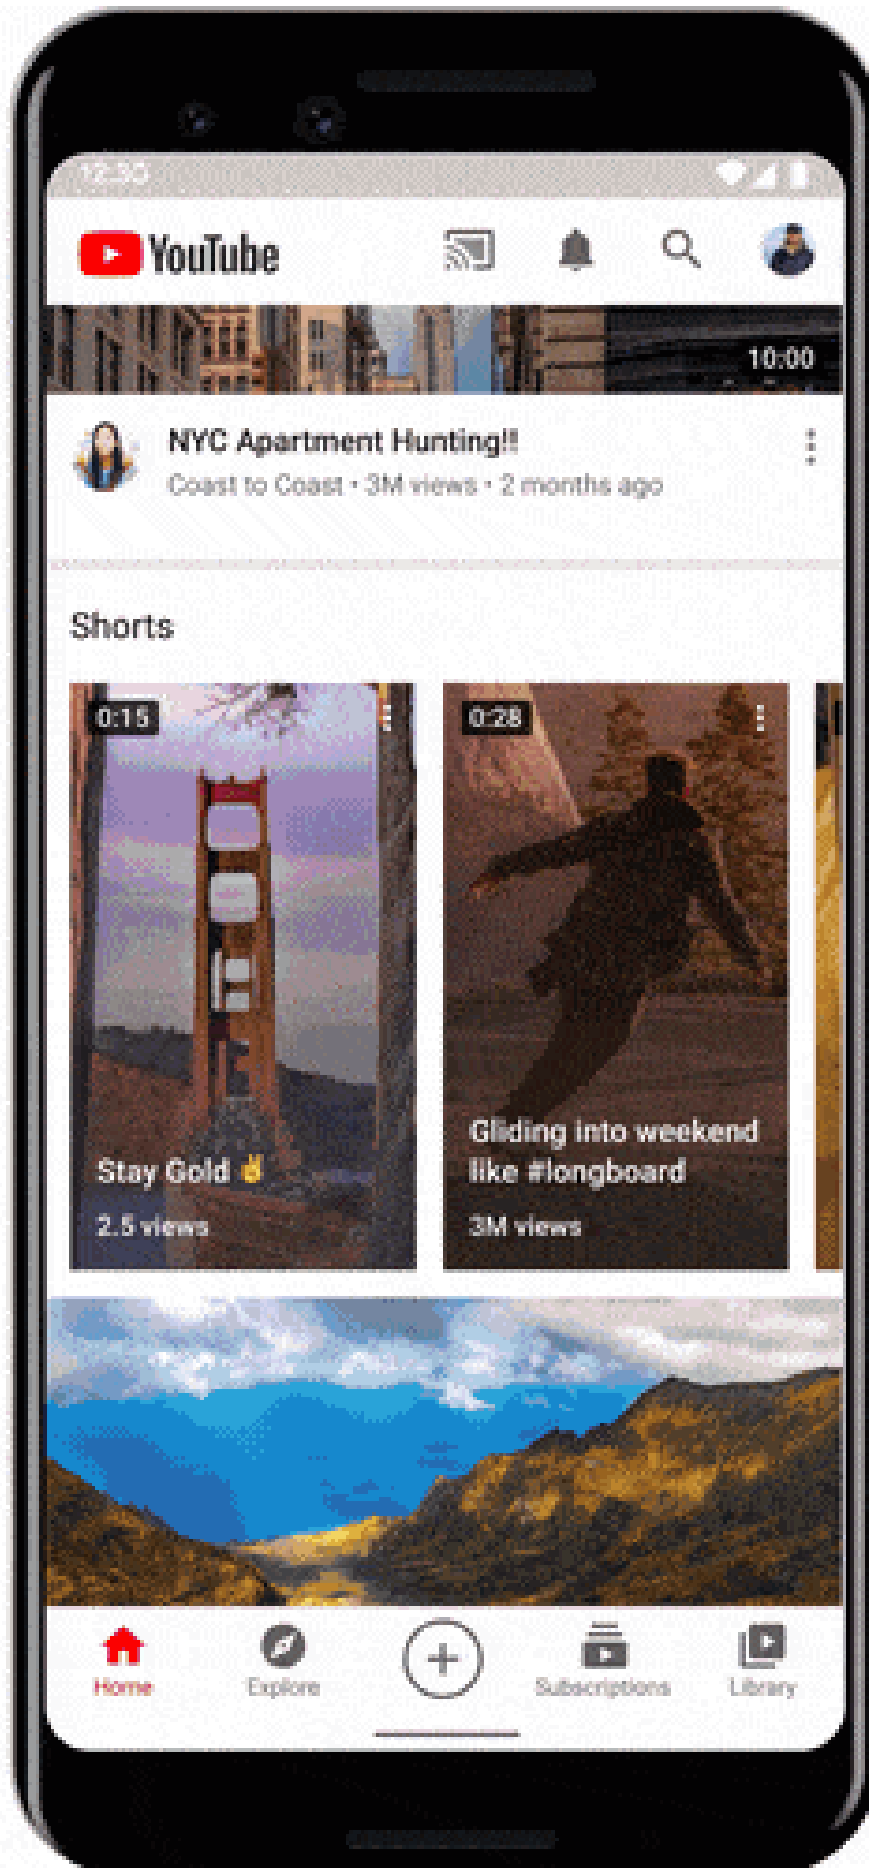 12:30
YouTube
10:00
NYC Apartment Hunting!!
Coast to Coast • 3M views • 2 months ago
Shorts
0:15
0:28
Stay Gold ✌
2.5 views
Gliding into weekend
like #longboard
3M views
Home
Explore
Subscriptions
Library